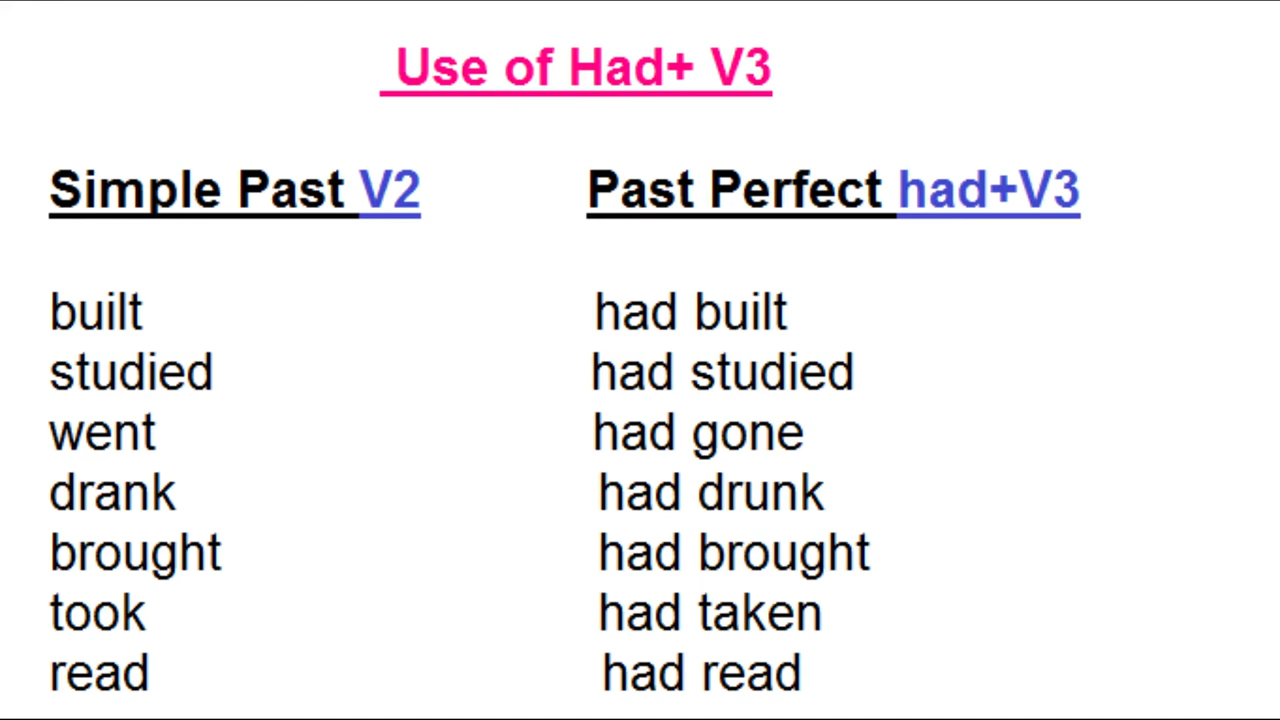 Use of Had+ V3
Simple Past V2 Past Perfect had+V3
built had built
studied had studied
went had gone
drank had drunk
brought had brought
took had taken
read had read